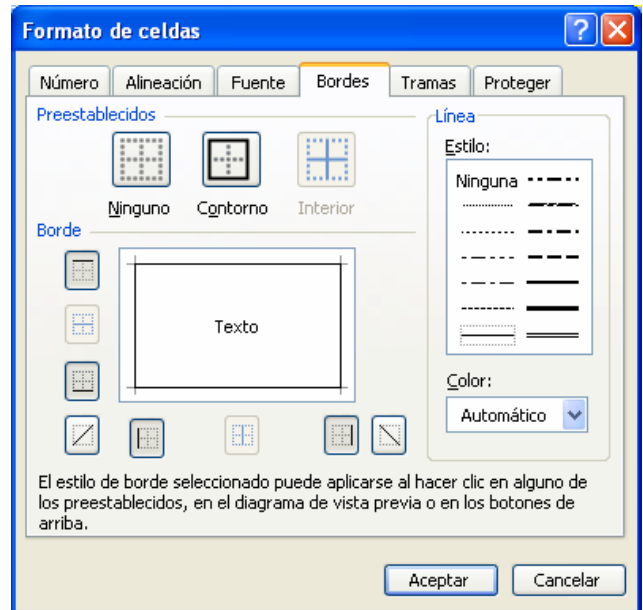 Formato de celdas
Número Alineación Fuente Bordes Tramas Proteger
Preestablecidos
Ninguno Contorno Interior
Borde
Texto
Línea
Estilo:
Ninguna
Color:
Automático
El estilo de borde seleccionado puede aplicarse al hacer clic en alguno de
los preestablecidos, en el diagrama de vista previa o en los botones de
arriba.
Aceptar Cancelar